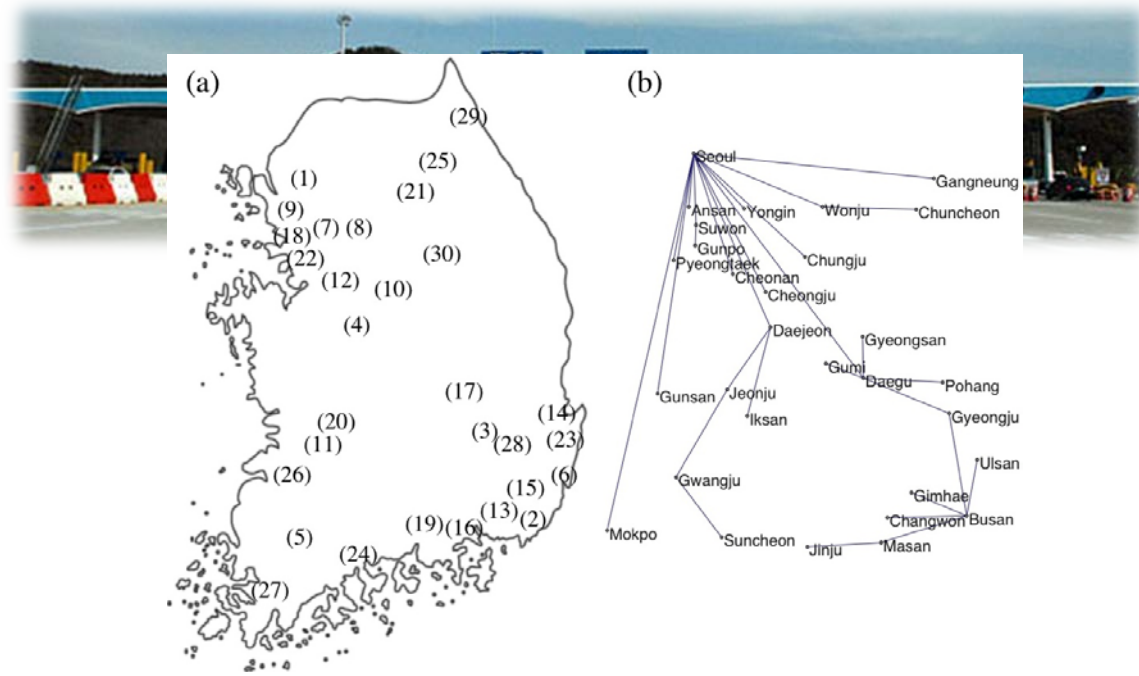 (a)
(29)
(25)
(1)
(21)
(9)
(7)
(8)
(18)
(22)
(30)
(12)
(10)
(4)
(17)
(14)
(20)
(3)
(23)
(11)
(28)
(26)
(6)
(15)
(13)
(2)
(19)
(16)
(5)
(24)
(27)
(b)
Seoul
Gangneung
Ansan
Yongin
Wonju
Chuncheon
Suwon
Gunpo
Pyeongtaek
Chungju
Cheonan
Cheongju
Daejeon
Gyeongsan
Gumi
Daegu
Pohang
Gunsan
Jeonju
Iksan
Gyeongju
Gwangju
Ulsan
Gimhae
Changwon
Busan
Mokpo
Suncheon
Jinju
Masan